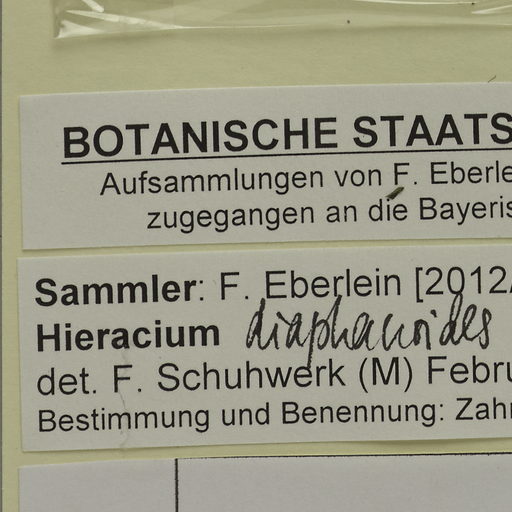 BOTANISCHE STAATS
Aufsammlungen von F. Eberle
zugegangen an die Bayeris
Sammler: F. Eberlein [2012/
Hieracium diaphanoides
det. F. Schuhwerk (M) Febru
Bestimmung und Benennung: Zahn